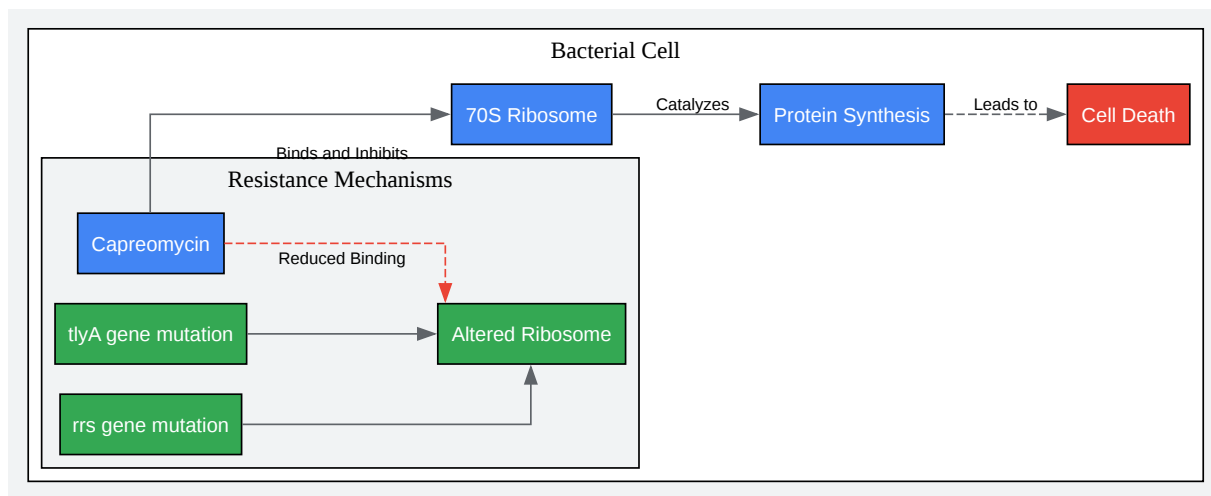 Bacterial Cell
70S Ribosome
Catalyzes
Protein Synthesis
Leads to
Cell Death
Binds and Inhibits
Resistance Mechanisms
Capreomycin
Reduced Binding
tlyA gene mutation
Altered Ribosome
rrs gene mutation